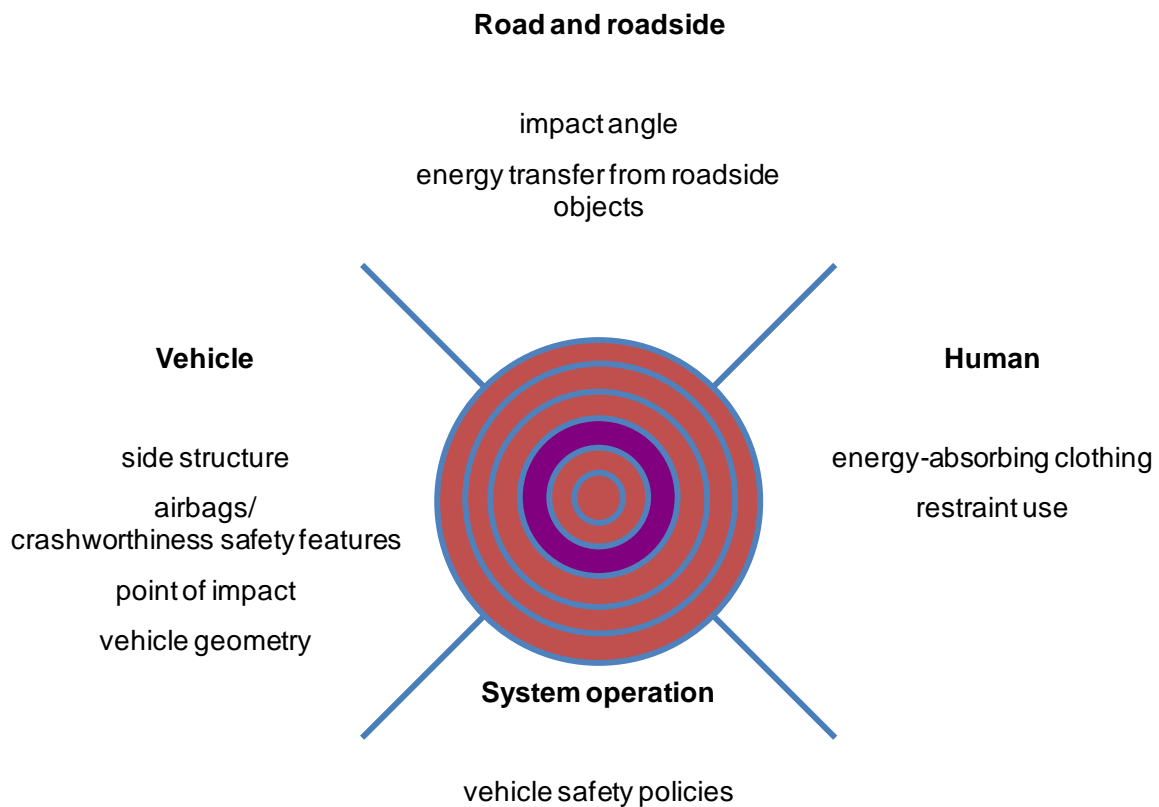 Road and roadside
impact angle
energy transfer from roadside
objects
Vehicle
side structure
airbags/
crashworthiness safety features
point of impact
vehicle geometry
Human
energy-absorbing clothing
restraint use
System operation
vehicle safety policies